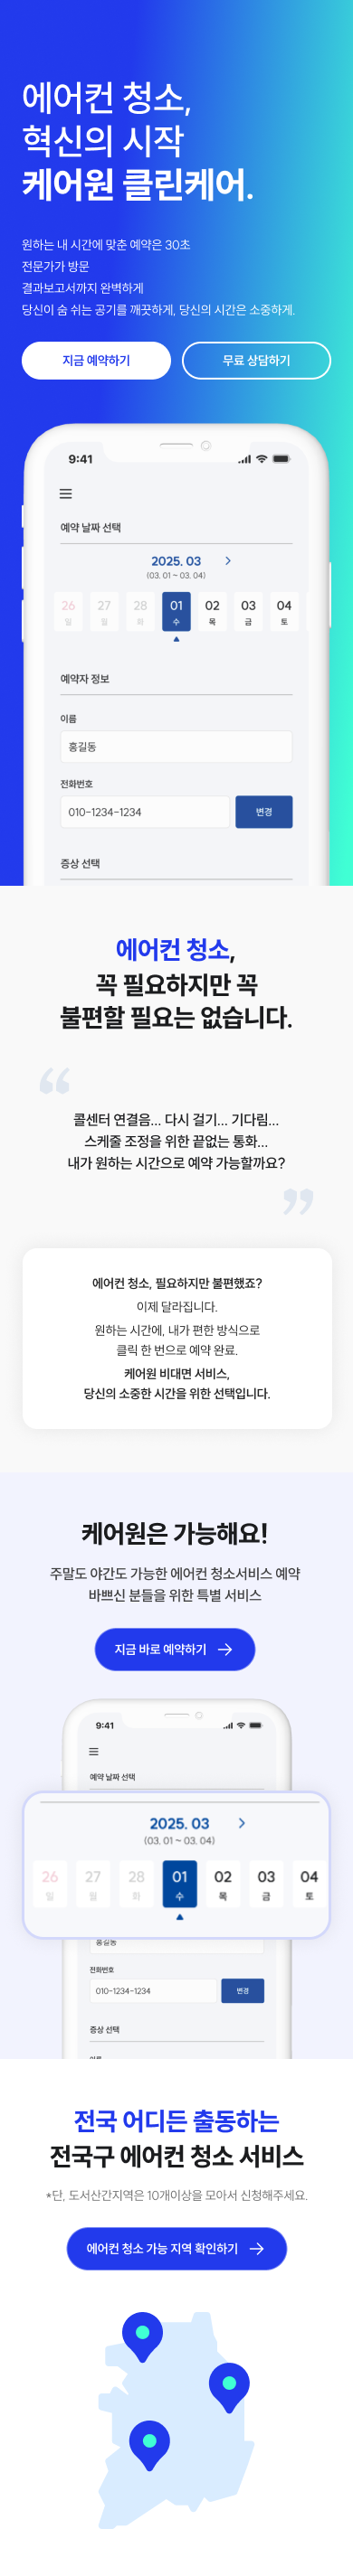 에어컨 청소,
혁신의 시작
케어원 클린케어.
원하는 내 시간에 맞춘 예약은 30초
전문가가 방문
결과보고서까지 완벽하게
당신이 숨 쉬는 공기를 깨끗하게, 당신의 시간은 소중하게.
지금 예약하기 무료 상담하기
9:41
예약 날짜 선택
2025. 03
(03. 01 ~ 03. 04)
26 27 28 01 02 03 04
일 월 화 수 목 금 토
예약자 정보
이름
홍길동
전화번호
010-1234-1234 변경
증상 선택
에어컨 청소,
꼭 필요하지만 꼭
불편할 필요는 없습니다.
“
콜센터 연결음... 다시 걸기... 기다림...
스케줄 조정을 위한 끝없는 통화...
내가 원하는 시간으로 예약 가능할까요?
”
에어컨 청소, 필요하지만 불편했죠?
이제 달라집니다.
원하는 시간에, 내가 편한 방식으로
클릭 한 번으로 예약 완료.
케어원 비대면 서비스,
당신의 소중한 시간을 위한 선택입니다.
케어원은 가능해요!
주말도 야간도 가능한 에어컨 청소서비스 예약
바쁘신 분들을 위한 특별 서비스
지금 바로 예약하기 →
9:41
예약 날짜 선택
2025. 03
(03. 01 ~ 03. 04)
26 27 28 01 02 03 04
일 월 화 수 목 금 토
홍길동
전화번호
010-1234-1234 변경
증상 선택
전국 어디든 출동하는
전국구 에어컨 청소 서비스
*단, 도서산간지역은 10개이상을 모아서 신청해주세요.
에어컨 청소 가능 지역 확인하기 →